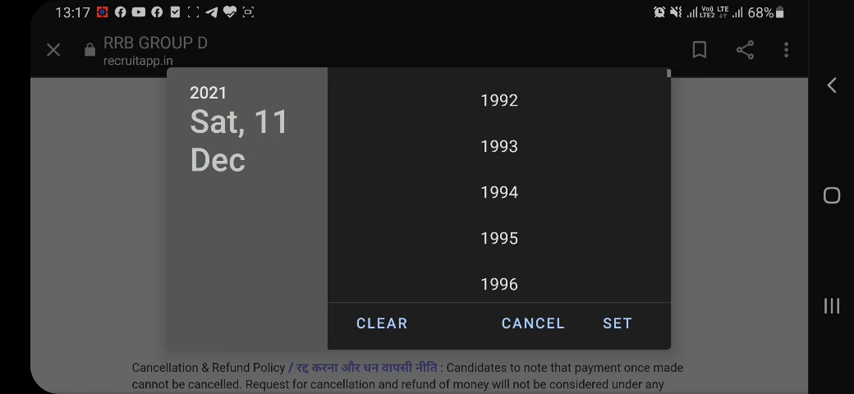 13:17
LTE2 LTE 68%
RRB GROUP D
recruitapp.in
2021
Sat, 11
Dec
1992
1993
1994
1995
1996
CLEAR CANCEL SET
Cancellation & Refund Policy / रद्द करना और धन वापसी नीति : Candidates to note that payment once made
cannot be cancelled. Request for cancellation and refund of money will not be considered under any